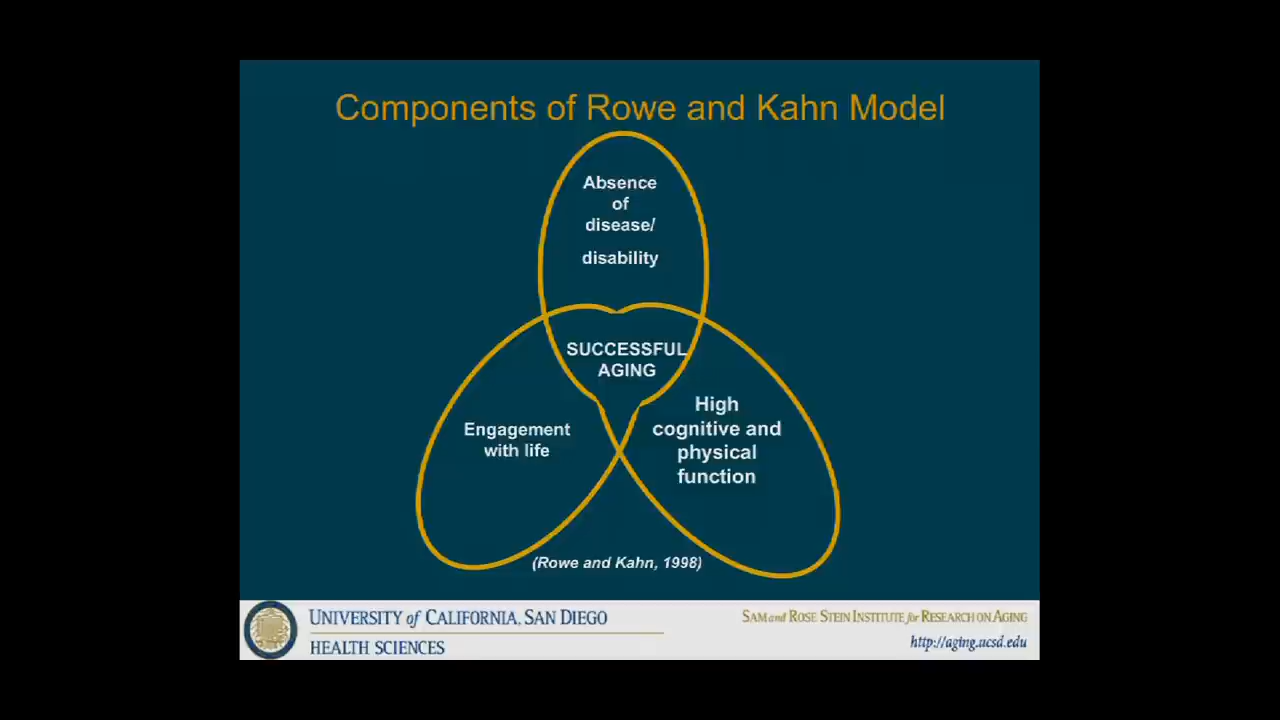 Components of Rowe and Kahn Model
Absence
of
disease/
disability
SUCCESSFUL
AGING
Engagement
with life
High
cognitive and
physical
function
(Rowe and Kahn, 1998)
UNIVERSITY of CALIFORNIA, SAN DIEGO
HEALTH SCIENCES
SAM and ROSE STEIN INSTITUTE for RESEARCH ON AGING
http://aging.ucsd.edu